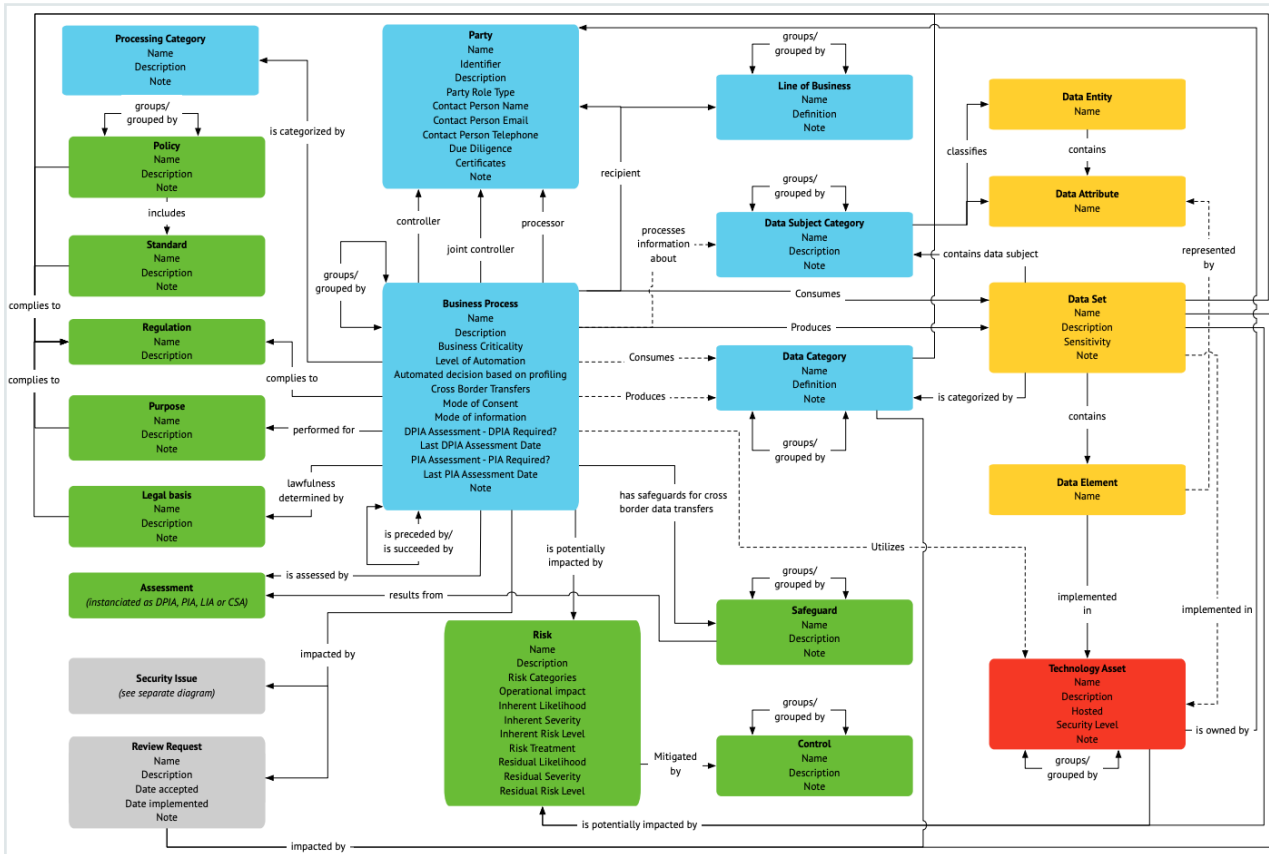 Processing Category
Name
Description
Note
groups/
grouped by
Policy
Name
Description
Note
includes
Standard
Name
Description
Note
complies to
Regulation
Name
Description
complies to
Purpose
Name
Description
Note
Legal basis
Name
Description
Note
Assessment
(instanciated as DPIA, PIA, LIA or CSA)
Security Issue
(see separate diagram)
Review Request
Name
Description
Date accepted
Date implemented
Note
is categorized by
complies to
performed for
lawfulness
determined by
is assessed by
results from
impacted by
impacted by
Party
Name
Identifier
Description
Party Role Type
Contact Person Name
Contact Person Email
Contact Person Telephone
Due Diligence
Certificates
Note
controller
joint controller
processor
recipient
groups/
grouped by
Business Process
Name
Description
Business Criticality
Level of Automation
Automated decision based on profiling
Cross Border Transfers
Mode of Consent
Mode of information
DPIA Assessment - DPIA Required?
Last DPIA Assessment Date
PIA Assessment - PIA Required?
Last PIA Assessment Date
Note
is preceded by/
is succeeded by
is potentially
impacted by
Risk
Name
Description
Risk Categories
Operational impact
Inherent Likelihood
Inherent Severity
Inherent Risk Level
Risk Treatment
Residual Likelihood
Residual Severity
Residual Risk Level
Mitigated
by
is potentially impacted by
groups/
grouped by
Line of Business
Name
Definition
Note
groups/
grouped by
Data Subject Category
Name
Description
Note
processes
information
about
Consumes
Produces
Consumes
Produces
Data Category
Name
Definition
Note
groups/
grouped by
has safeguards for cross
border data transfers
Utilizes
groups/
grouped by
Safeguard
Name
Description
Note
groups/
grouped by
Control
Name
Description
Note
classifies
contains data subject
is categorized by
Data Entity
Name
contains
Data Attribute
Name
represented
by
Data Set
Name
Description
Sensitivity
Note
contains
Data Element
Name
implemented
in
implemented in
Technology Asset
Name
Description
Hosted
Security Level
Note
groups/
grouped by
is owned by